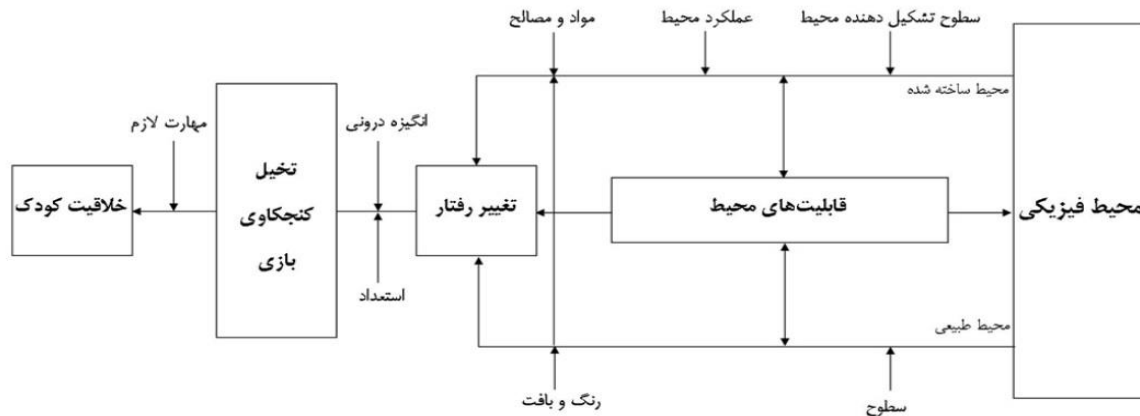 سطوح تشکیل دهنده محیط
عملکرد محیط
مواد و مصالح
محیط ساخته شده
محیط فیزیکی
قابلیت‌های محیط
تغییر رفتار
انگیزه درونی
استعداد
تخیل
کنجکاوی
بازی
مهارت لازم
خلاقیت کودک
محیط طبیعی
سطوح
رنگ و بافت